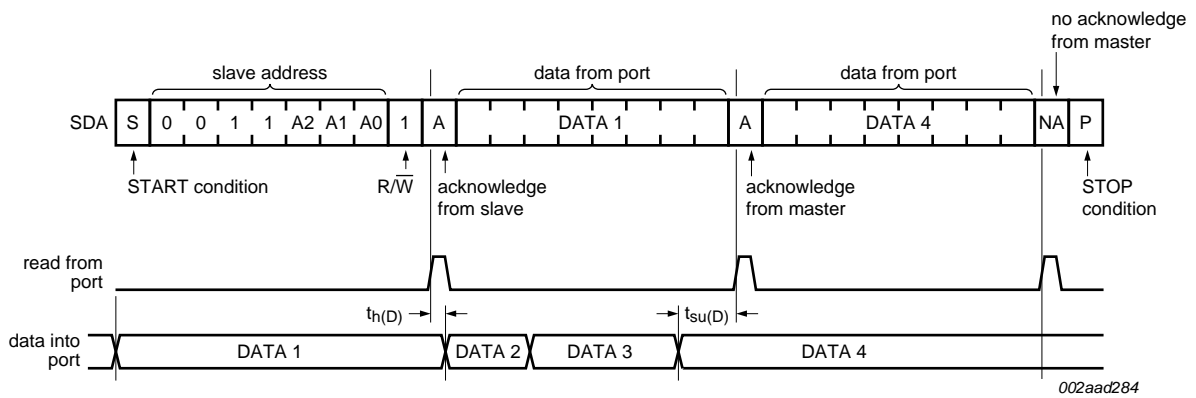 no acknowledge
from master
slave address
data from port
data from port
SDA S 0 0 1 1 A2 A1 A0 1 A DATA 1 A DATA 4 NA P
START condition
R/W̅
acknowledge
from slave
acknowledge
from master
STOP
condition
read from
port
th(D)
tsu(D)
data into
port
DATA 1 DATA 2 DATA 3 DATA 4
002aad284